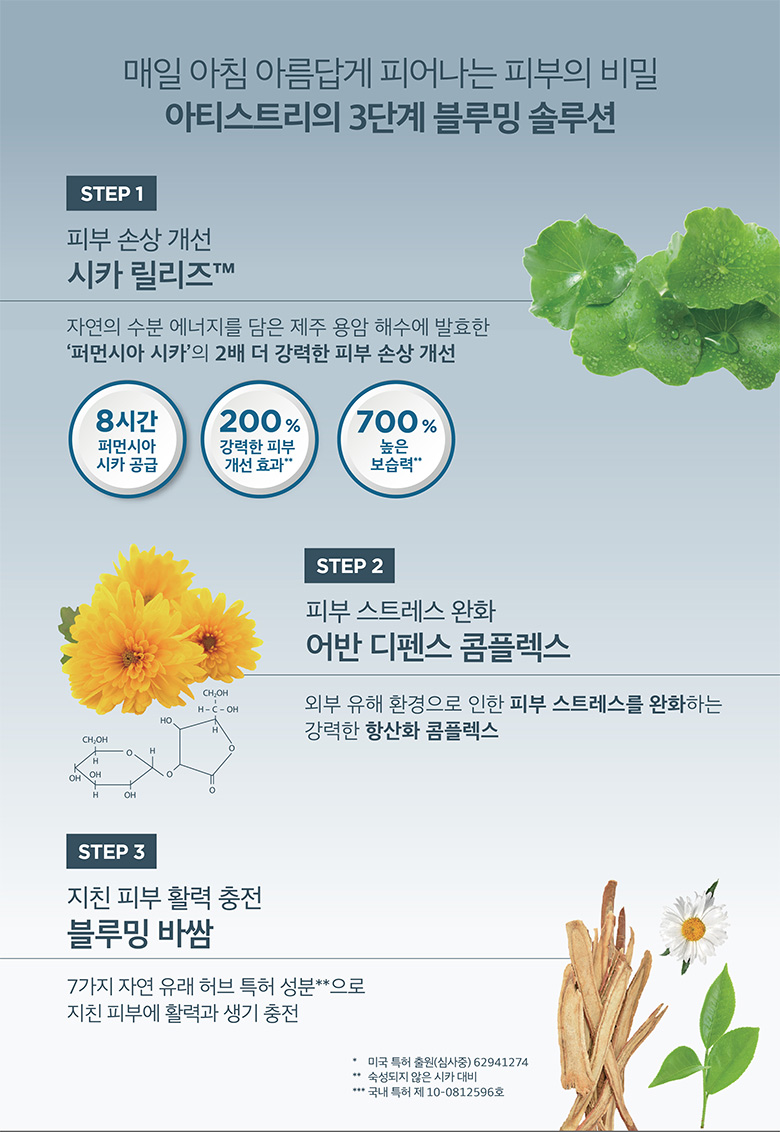 매일 아침 아름답게 피어나는 피부의 비밀
아티스트리의 3단계 블루밍 솔루션
STEP 1
피부 손상 개선
시카 릴리즈™
자연의 수분 에너지를 담은 제주 용암 해수에 발효한
‘퍼먼시아 시카’의 2배 더 강력한 피부 손상 개선
8시간
퍼먼시아
시카 공급
200 %
강력한 피부
개선 효과**
700 %
높은
보습력**
STEP 2
피부 스트레스 완화
어반 디펜스 콤플렉스
외부 유해 환경으로 인한 피부 스트레스를 완화하는
강력한 항산화 콤플렉스
CH₂OH
H – C – OH
HO
H
O
CH₂OH
O
H
H
OH
OH
O
H
OH
O
STEP 3
지친 피부 활력 충전
블루밍 바쌈
7가지 자연 유래 허브 특허 성분**으로
지친 피부에 활력과 생기 충전
* 미국 특허 출원(심사중) 62941274
** 숙성되지 않은 시카 대비
*** 국내 특허 제 10-0812596호